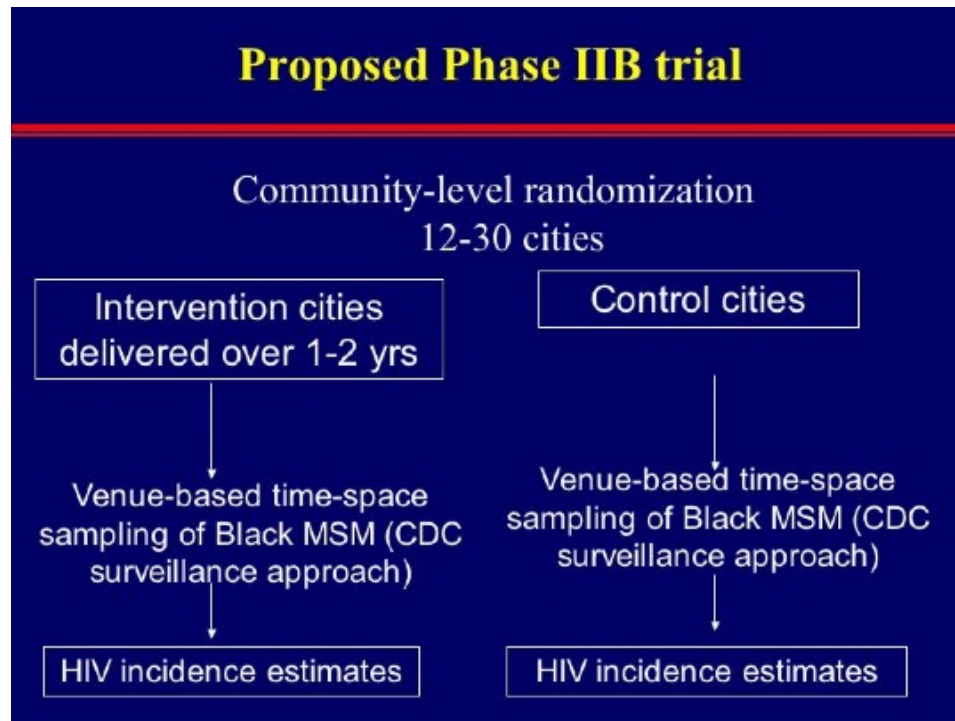 Proposed Phase IIB trial
Community-level randomization
12-30 cities
Intervention cities
delivered over 1-2 yrs
Control cities
Venue-based time-space
sampling of Black MSM (CDC
surveillance approach)
Venue-based time-space
sampling of Black MSM (CDC
surveillance approach)
HIV incidence estimates
HIV incidence estimates